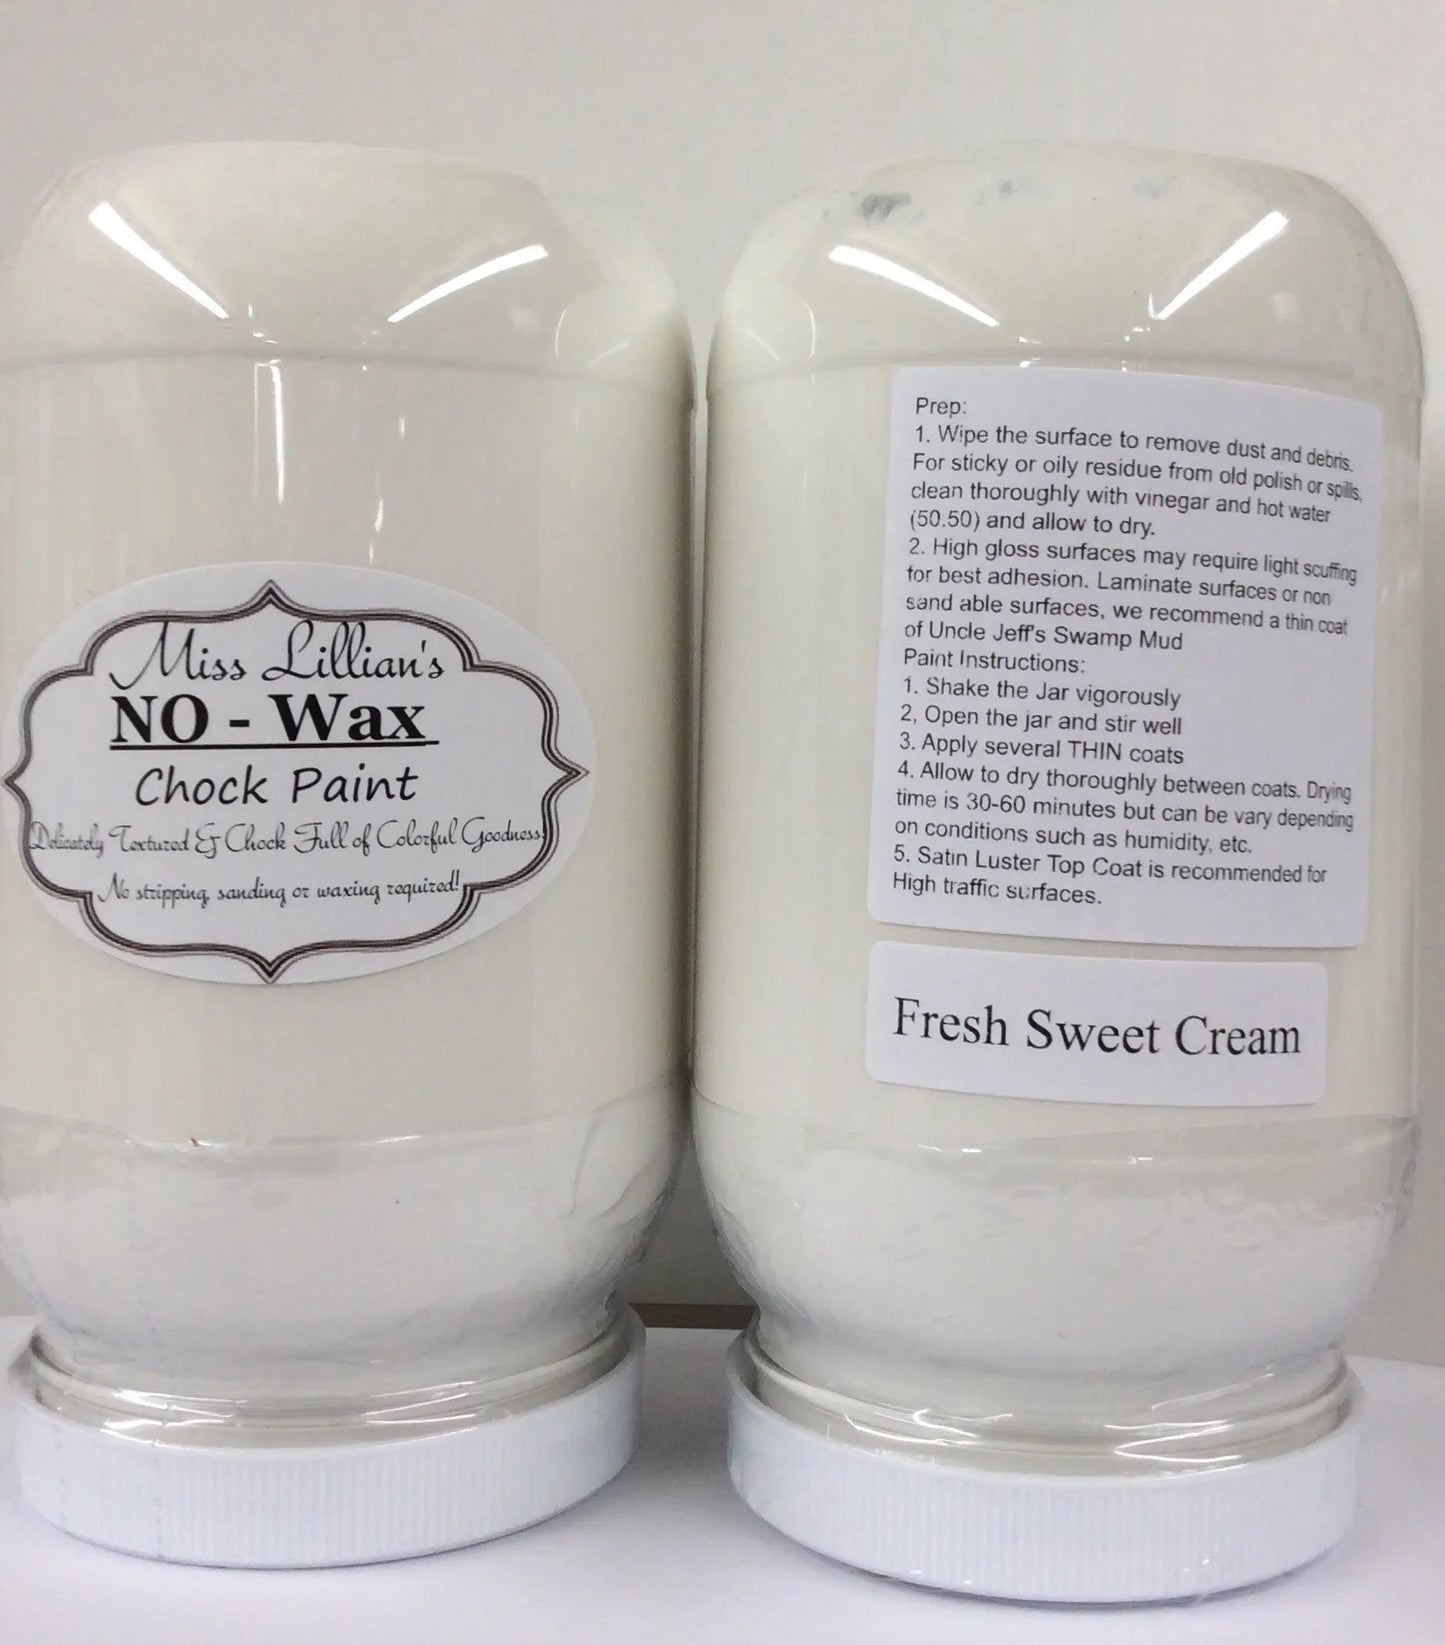 Miss Lillian's
NO - Wax
Chock Paint
Delicately Textured & Chock Full of Colorful Goodness!
No stripping, sanding or waxing required!
Prep:
1. Wipe the surface to remove dust and debris.
For sticky or oily residue from old polish or spills,
clean thoroughly with vinegar and hot water
(50.50) and allow to dry.
2. High gloss surfaces may require light scuffing
for best adhesion. Laminate surfaces or non
sand able surfaces, we recommend a thin coat
of Uncle Jeff's Swamp Mud
Paint Instructions:
1. Shake the Jar vigorously
2, Open the jar and stir well
3. Apply several THIN coats
4. Allow to dry thoroughly between coats. Drying
time is 30-60 minutes but can be vary depending
on conditions such as humidity, etc.
5. Satin Luster Top Coat is recommended for
High traffic surfaces.
Fresh Sweet Cream